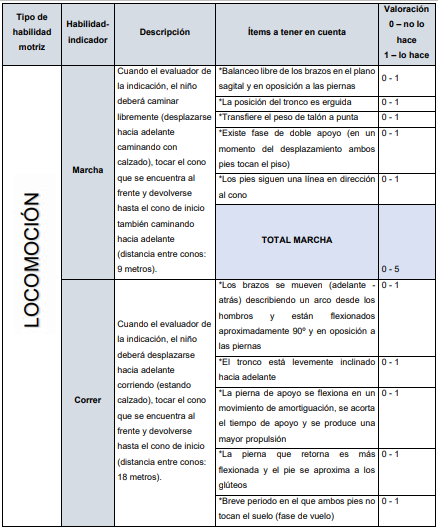 Tipo de
habilidad
motriz
Habilidad-
indicador
Descripción
Ítems a tener en cuenta
Valoración
0 – no lo
hace
1 – lo hace
LOCOMOCIÓN
Marcha
Cuando el evaluador de
la indicación, el niño
deberá caminar
libremente (desplazarse
hacia adelante
caminando con
calzado), tocar el cono
que se encuentra al
frente y devolverse
hasta el cono de inicio
también caminando
hacia adelante
(distancia entre conos:
9 metros).
*Balanceo libre de los brazos en el plano
sagital y en oposición a las piernas
0 - 1
*La posición del tronco es erguida
0 - 1
*Transfiere el peso de talón a punta
0 - 1
*Existe fase de doble apoyo (en un
momento del desplazamiento ambos
pies tocan el piso)
0 - 1
*Los pies siguen una línea en dirección
al cono
0 - 1
TOTAL MARCHA
0 - 5
Correr
Cuando el evaluador de
la indicación, el niño
deberá desplazarse
hacia adelante
corriendo (estando
calzado), tocar el cono
que se encuentra al
frente y devolverse
hasta el cono de inicio
(distancia entre conos:
18 metros).
*Los brazos se mueven (adelante -
atrás) describiendo un arco desde los
hombros y están flexionados
aproximadamente 90º y en oposición a
las piernas
0 - 1
*El tronco está levemente inclinado
hacia adelante
0 - 1
*La pierna de apoyo se flexiona en un
movimiento de amortiguación, se acorta
el tiempo de apoyo y se produce una
mayor propulsión
0 - 1
*La pierna que retorna es más
flexionada y el pie se aproxima a los
glúteos
0 - 1
*Breve periodo en el que ambos pies no
tocan el suelo (fase de vuelo)
0 - 1